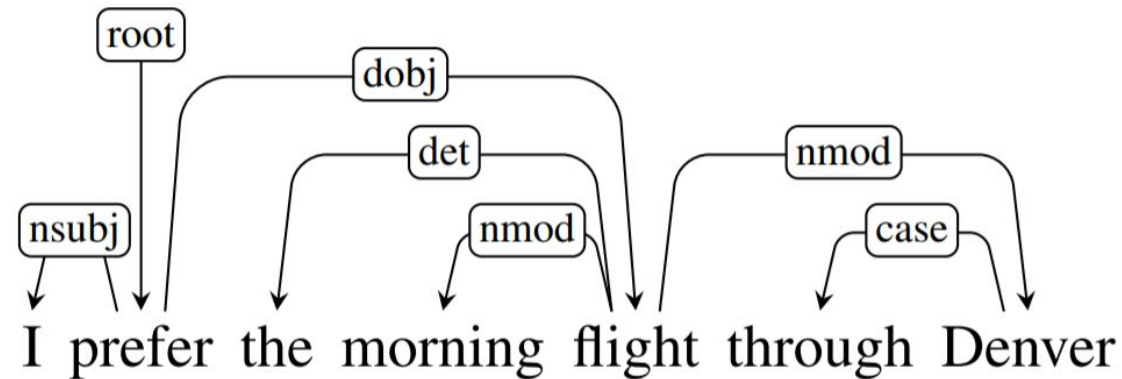 root
dobj
det
nmod
nsubj
nmod
case
I prefer the morning flight through Denver